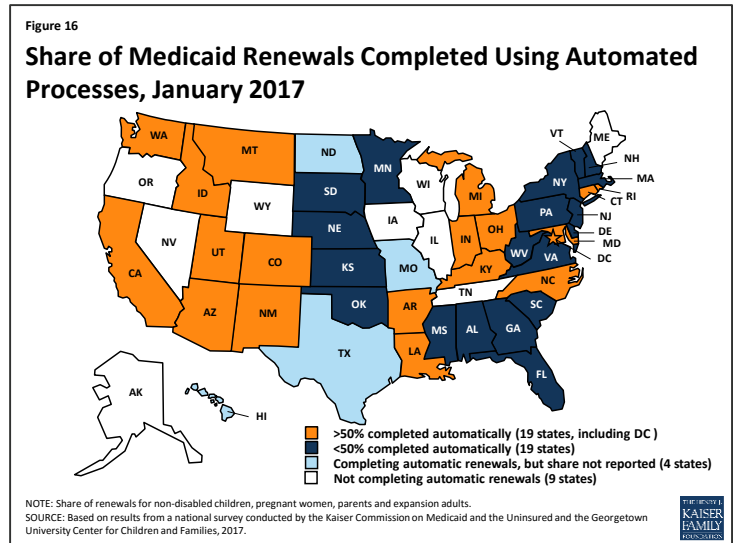 Figure 16
Share of Medicaid Renewals Completed Using Automated
Processes, January 2017
WA
MT
ND
MN
VT
ME
NH
MA
RI
CT
NJ
DE
MD
DC
OR
ID
WY
SD
WI
MI
NY
PA
NV
UT
CO
NE
IA
IL
IN
OH
WV
VA
CA
AZ
NM
KS
MO
KY
NC
OK
AR
TN
SC
TX
LA
MS
AL
GA
FL
AK
HI
>50% completed automatically (19 states, including DC )
<50% completed automatically (19 states)
Completing automatic renewals, but share not reported (4 states)
Not completing automatic renewals (9 states)
NOTE: Share of renewals for non-disabled children, pregnant women, parents and expansion adults.
SOURCE: Based on results from a national survey conducted by the Kaiser Commission on Medicaid and the Uninsured and the Georgetown
University Center for Children and Families, 2017.
THE HENRY J.
KAISER
FAMILY
FOUNDATION